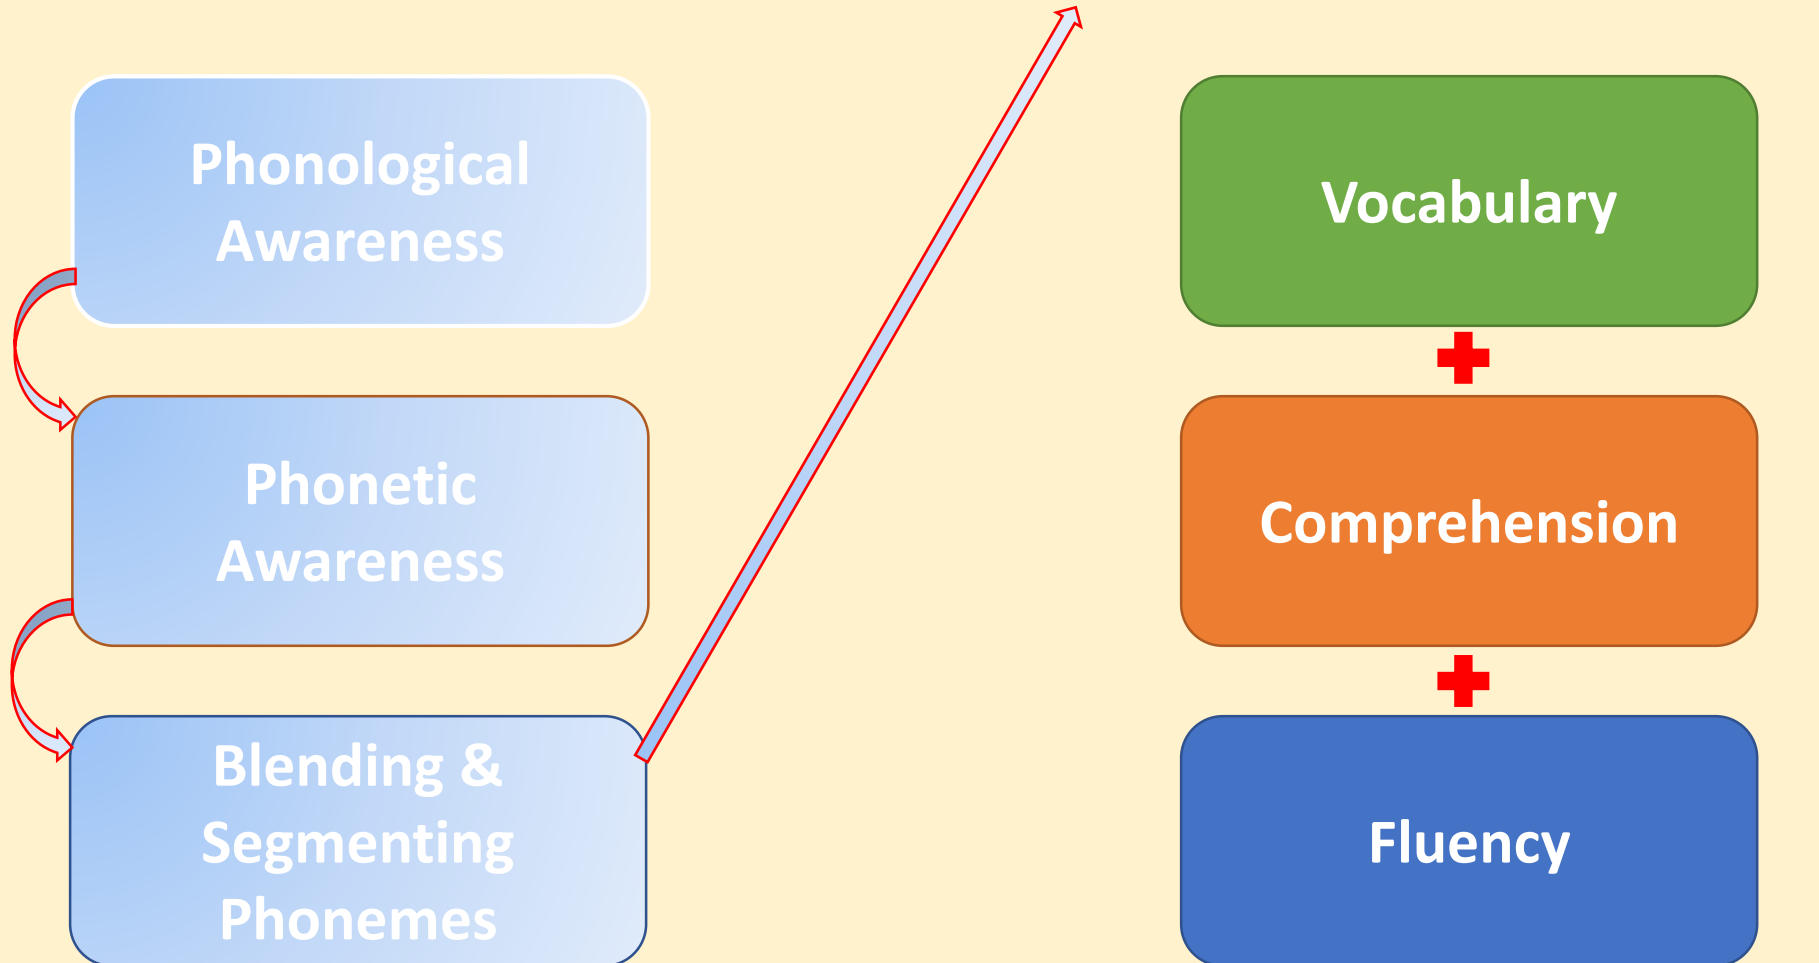 Phonological
Awareness
Phonetic
Awareness
Blending &
Segmenting
Phonemes
Vocabulary
Comprehension
Fluency